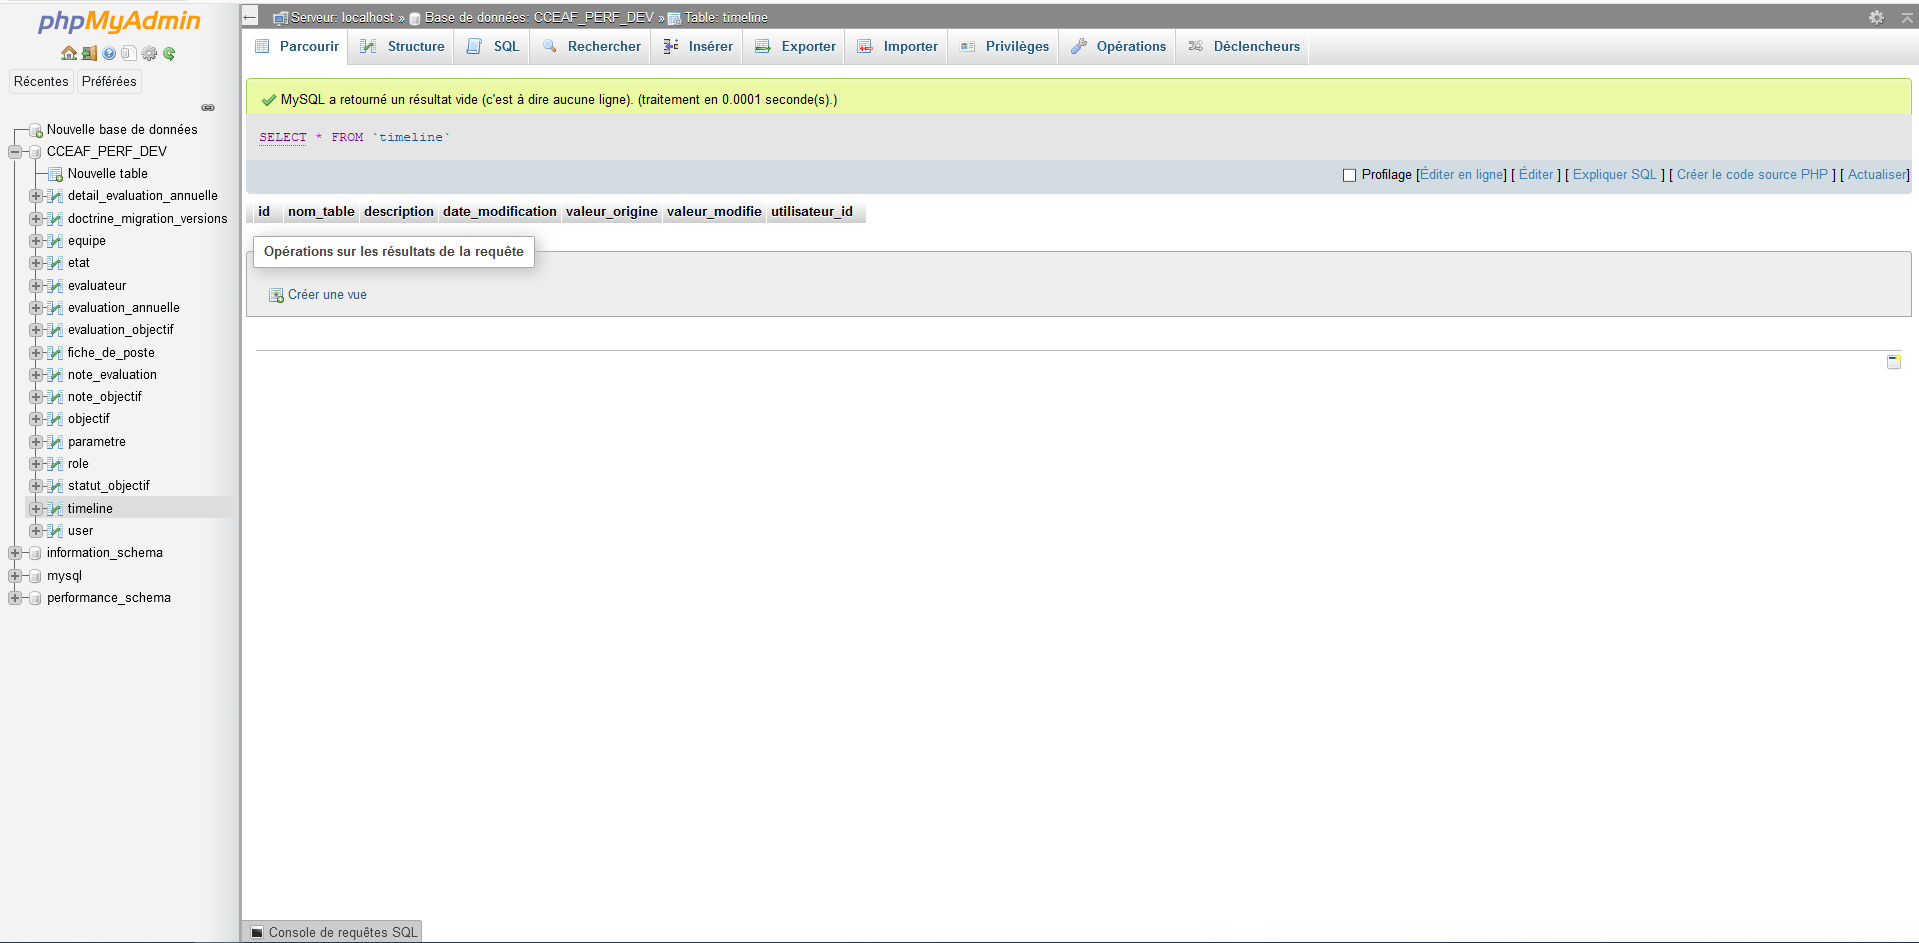 phpMyAdmin
Récentes Préférées
Nouvelle base de données
CCEAF_PERF_DEV
Nouvelle table
detail_evaluation_annuelle
doctrine_migration_versions
equipe
etat
evaluateur
evaluation_annuelle
evaluation_objectif
fiche_de_poste
note_evaluation
note_objectif
objectif
parametre
role
statut_objectif
timeline
user
information_schema
mysql
performance_schema
Serveur: localhost » Base de données: CCEAF_PERF_DEV » Table: timeline
Parcourir Structure SQL Rechercher Insérer Exporter Importer Privilèges Opérations Déclencheurs
MySQL a retourné un résultat vide (c'est à dire aucune ligne). (traitement en 0.0001 seconde(s).)
SELECT * FROM `timeline`
Profilage [Éditer en ligne] [ Éditer ] [ Expliquer SQL ] [ Créer le code source PHP ] [ Actualiser]
id nom_table description date_modification valeur_origine valeur_modifie utilisateur_id
Opérations sur les résultats de la requête
Créer une vue
Console de requêtes SQL